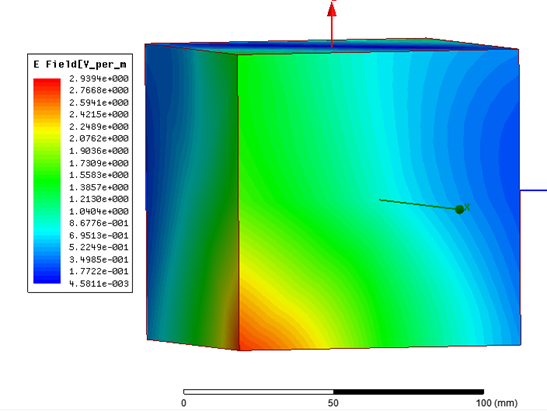 E Field[V_per_m
2.9394e+000
2.7668e+000
2.5941e+000
2.4215e+000
2.2489e+000
2.0762e+000
1.9036e+000
1.7309e+000
1.5583e+000
1.3857e+000
1.2130e+000
1.0404e+000
8.6776e-001
6.9513e-001
5.2249e-001
3.4985e-001
1.7722e-001
4.5811e-003
X
0
50
100 (mm)